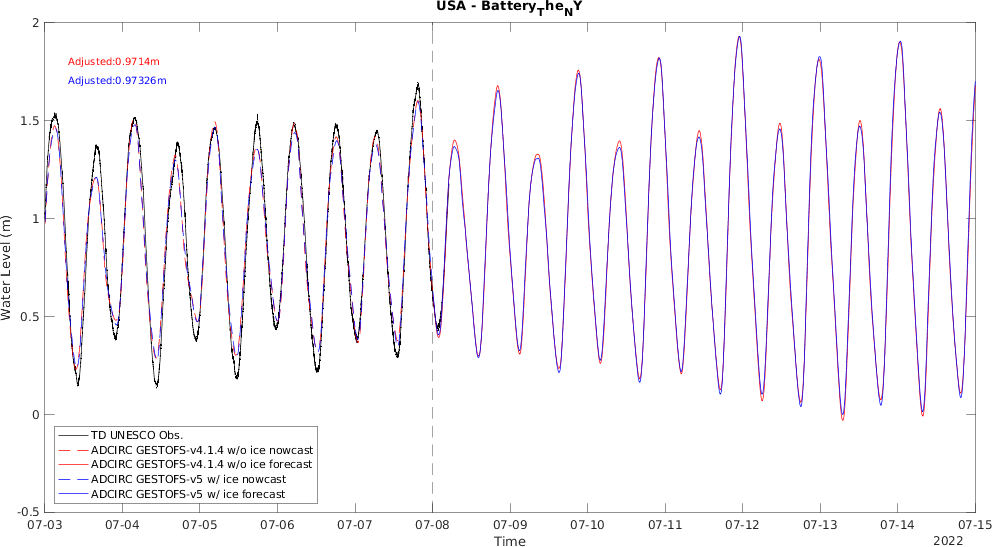 USA - BatteryTheNY
Adjusted:0.9714m
Adjusted:0.97326m
Water Level (m)
2
1.5
1
0.5
0
-0.5
TD UNESCO Obs.
ADCIRC GESTOFS-v4.1.4 w/o ice nowcast
ADCIRC GESTOFS-v4.1.4 w/o ice forecast
ADCIRC GESTOFS-v5 w/ ice nowcast
ADCIRC GESTOFS-v5 w/ ice forecast
07-03 07-04 07-05 07-06 07-07 07-08 07-09 07-10 07-11 07-12 07-13 07-14 07-15
Time
2022